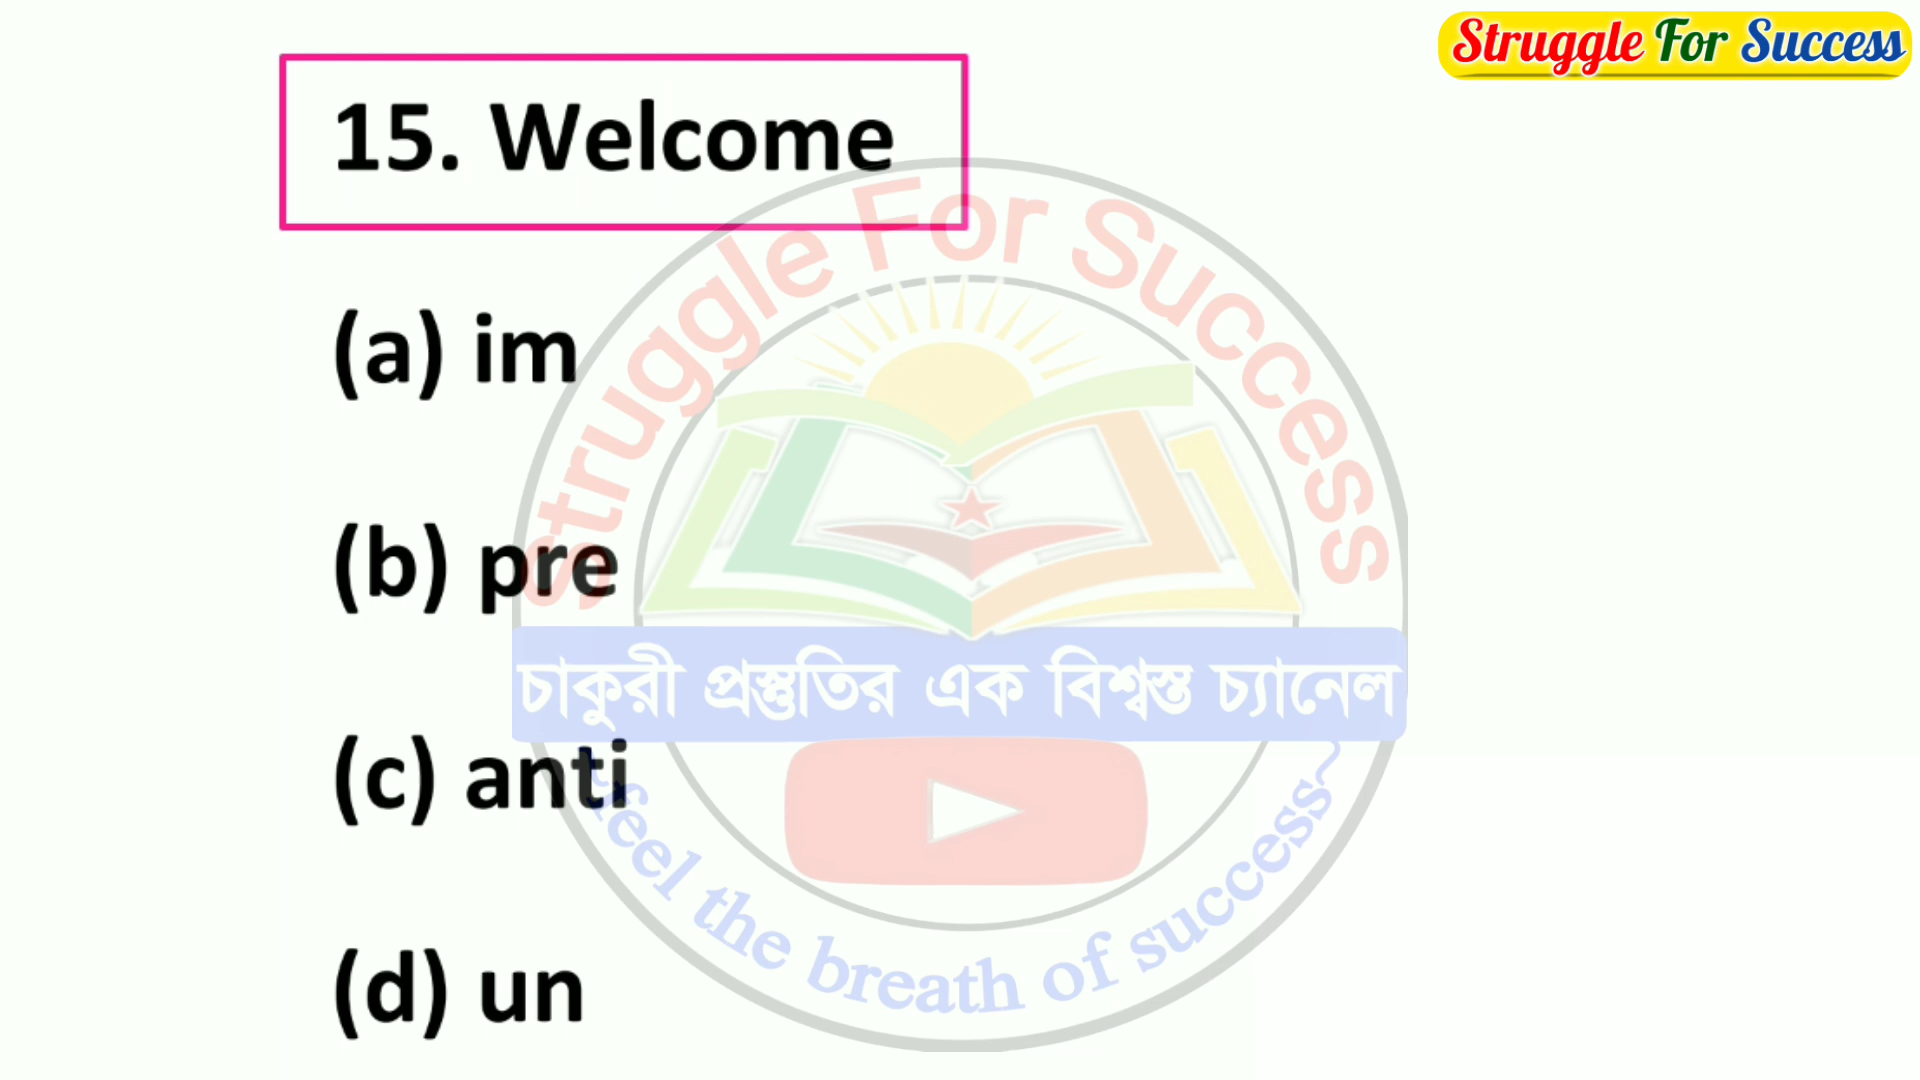 Struggle For Success
15. Welcome
(a) im
(b) pre
(c) anti
(d) un
Struggle For Success
চাকুরী প্রস্তুতির এক বিশ্বস্ত চ্যানেল
~feel the breath of success~